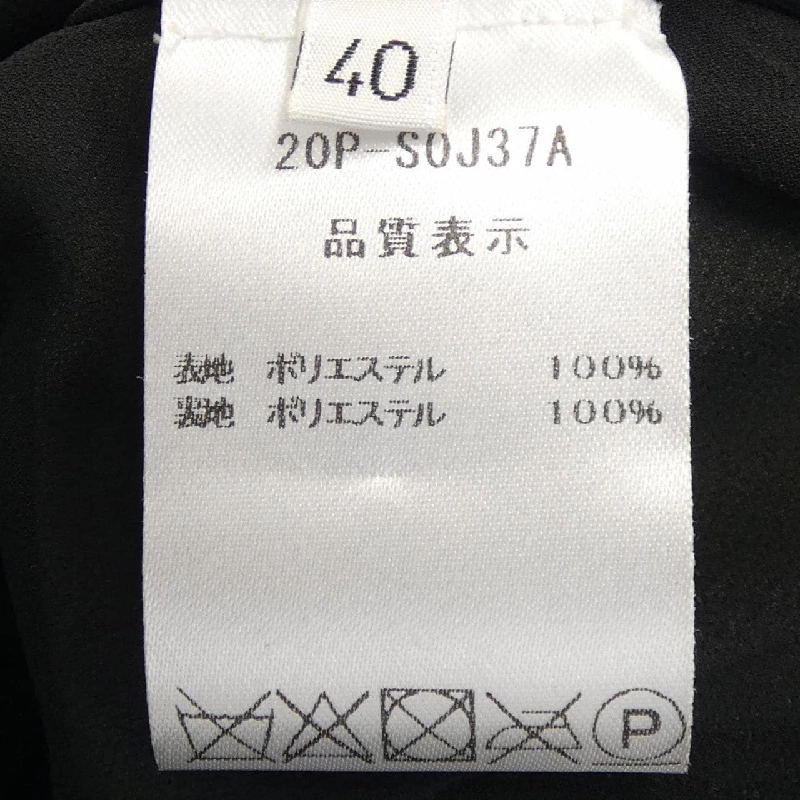 40
20P-S0J37A
品質表示
表地 ポリエステル 100%
裏地 ポリエステル 100%
P